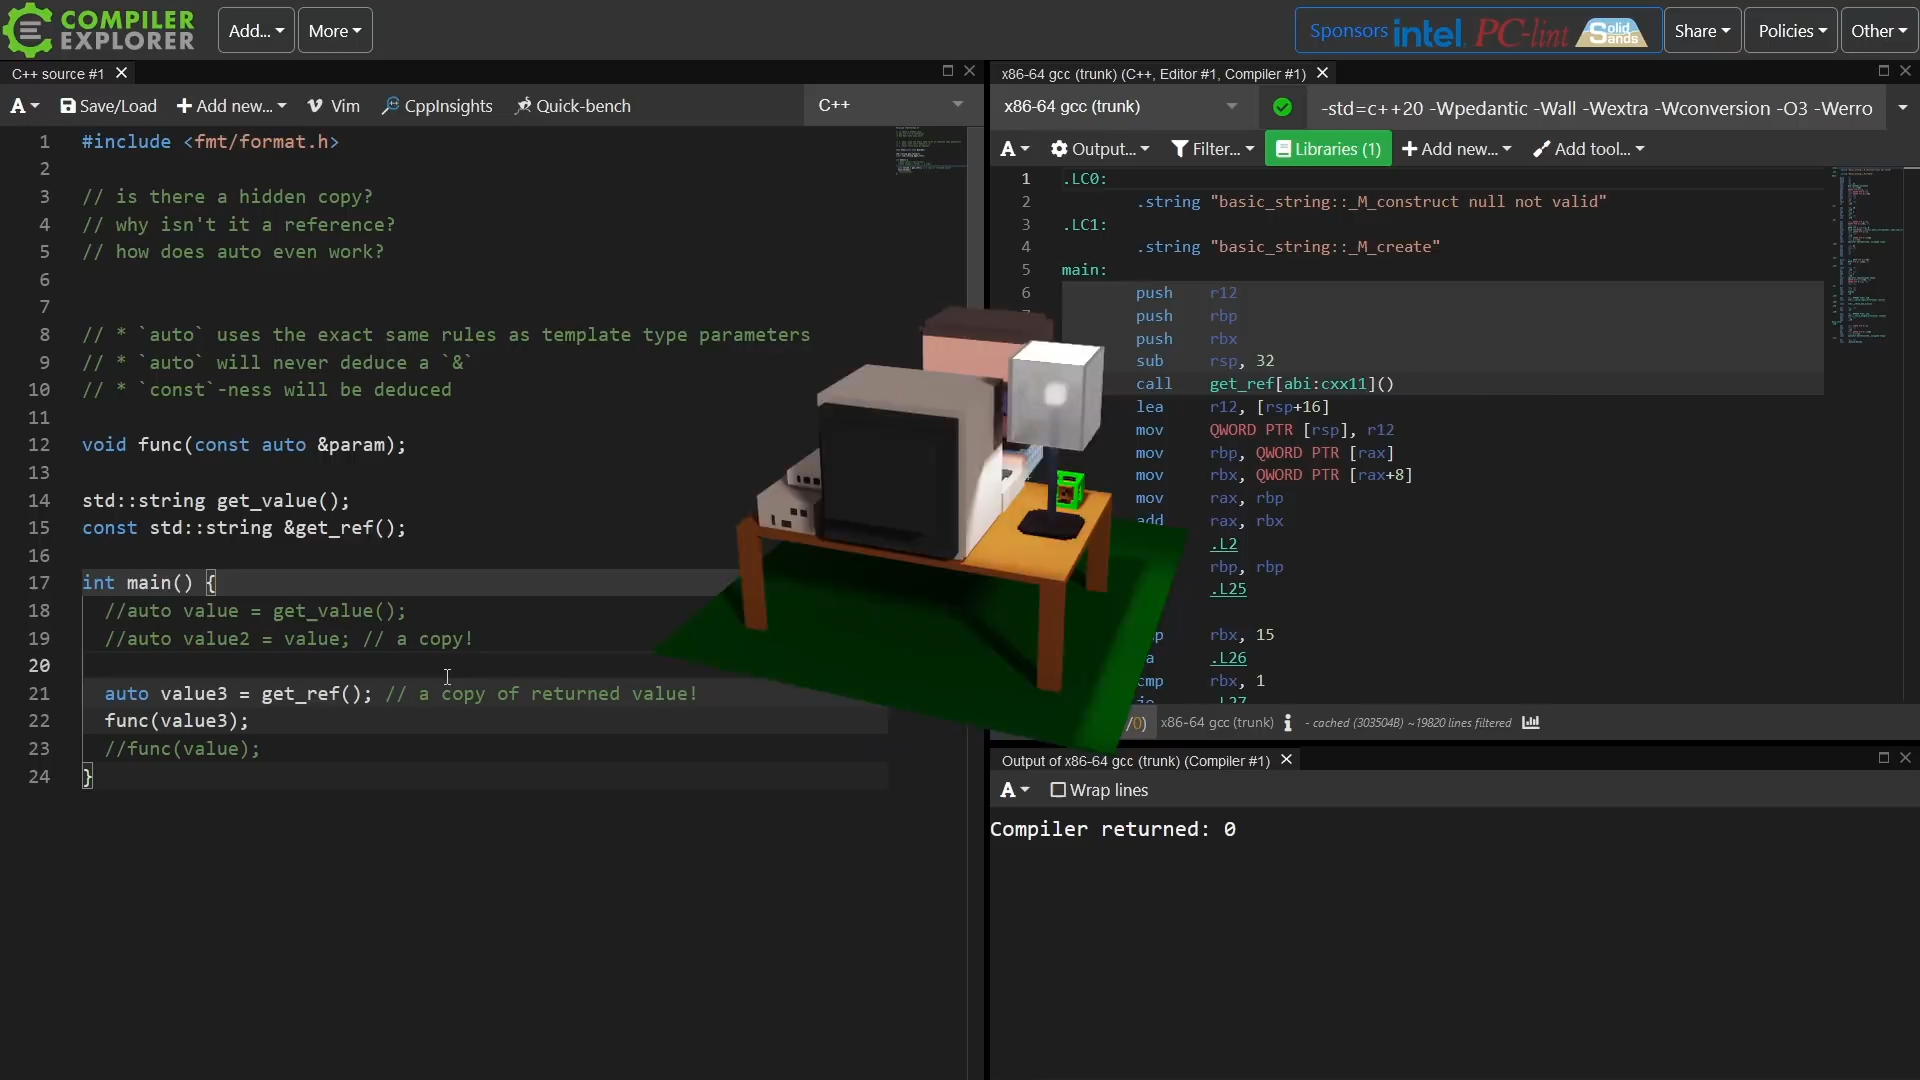 COMPILER
EXPLORER
Add...
More
Sponsors intel. PC-lint Solid Sands
Share
Policies
Other
C++ source #1
A
Save/Load
Add new...
Vim
CppInsights
Quick-bench
C++
1 #include <fmt/format.h>
2
3 // is there a hidden copy?
4 // why isn't it a reference?
5 // how does auto even work?
6
7
8 // * `auto` uses the exact same rules as template type parameters
9 // * `auto` will never deduce a `&`
10 // * `const`-ness will be deduced
11
12 void func(const auto &param);
13
14 std::string get_value();
15 const std::string &get_ref();
16
17 int main() {
18 //auto value = get_value();
19 //auto value2 = value; // a copy!
20
21 auto value3 = get_ref(); // a copy of returned value!
22 func(value3);
23 //func(value);
24 }
x86-64 gcc (trunk) (C++, Editor #1, Compiler #1)
x86-64 gcc (trunk)
-std=c++20 -Wpedantic -Wall -Wextra -Wconversion -O3 -Werro
A
Output...
Filter...
Libraries (1)
Add new...
Add tool...
1 .LC0:
2 .string "basic_string::_M_construct null not valid"
3 .LC1:
4 .string "basic_string::_M_create"
5 main:
6 push r12
push rbp
push rbx
sub rsp, 32
call get_ref[abi:cxx11]()
lea r12, [rsp+16]
mov QWORD PTR [rsp], r12
mov rbp, QWORD PTR [rax]
mov rbx, QWORD PTR [rax+8]
mov rax, rbp
add rax, rbx
.L2
rbp, rbp
.L25
rbx, 15
.L26
cmp rbx, 1
.L27
/0) x86-64 gcc (trunk) - cached (303504B) ~19820 lines filtered
Output of x86-64 gcc (trunk) (Compiler #1)
A
Wrap lines
Compiler returned: 0